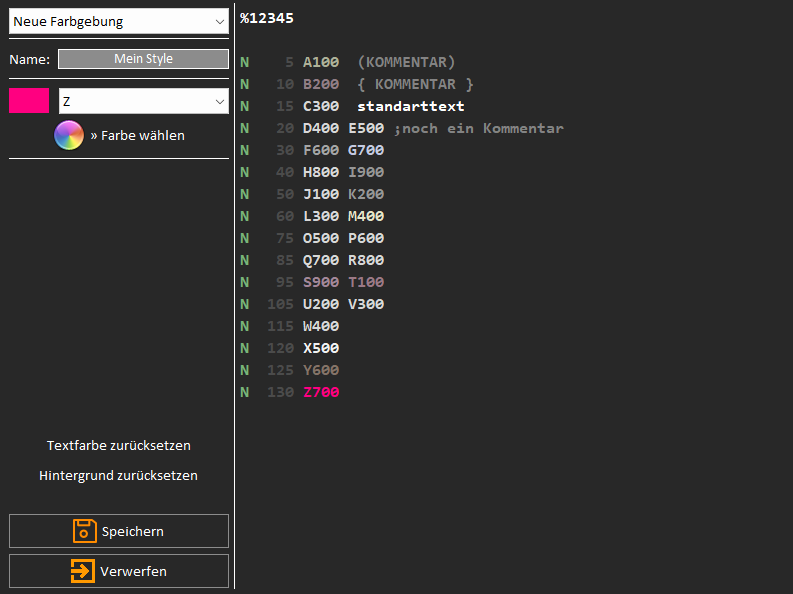 Neue Farbgebung
Name: Mein Style
Z
» Farbe wählen
Textfarbe zurücksetzen
Hintergrund zurücksetzen
Speichern
Verwerfen
%12345
N 5 A100 (KOMMENTAR)
N 10 B200 { KOMMENTAR }
N 15 C300 standarttext
N 20 D400 E500 ;noch ein Kommentar
N 30 F600 G700
N 40 H800 I900
N 50 J100 K200
N 60 L300 M400
N 75 O500 P600
N 85 Q700 R800
N 95 S900 T100
N 105 U200 V300
N 115 W400
N 120 X500
N 125 Y600
N 130 Z700